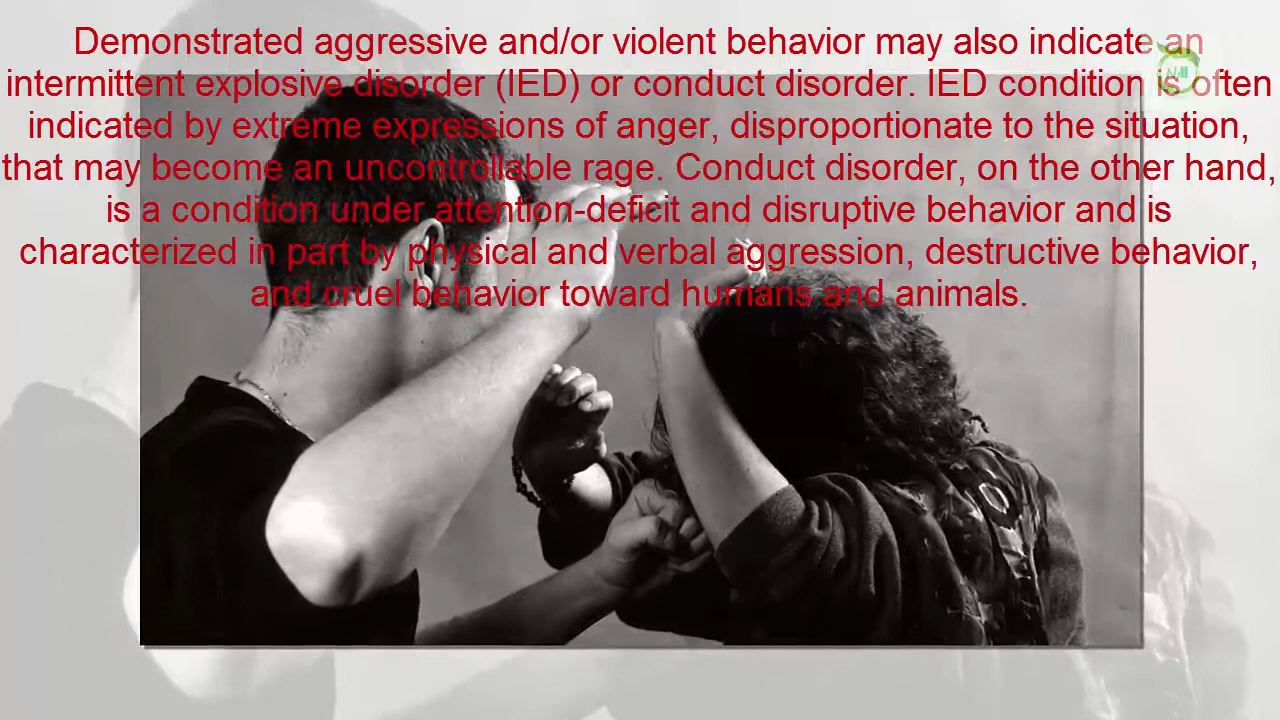 Demonstrated aggressive and/or violent behavior may also indicate an
intermittent explosive disorder (IED) or conduct disorder. IED condition is often
indicated by extreme expressions of anger, disproportionate to the situation,
that may become an uncontrollable rage. Conduct disorder, on the other hand,
is a condition under attention-deficit and disruptive behavior and is
characterized in part by physical and verbal aggression, destructive behavior,
and cruel behavior toward humans and animals.